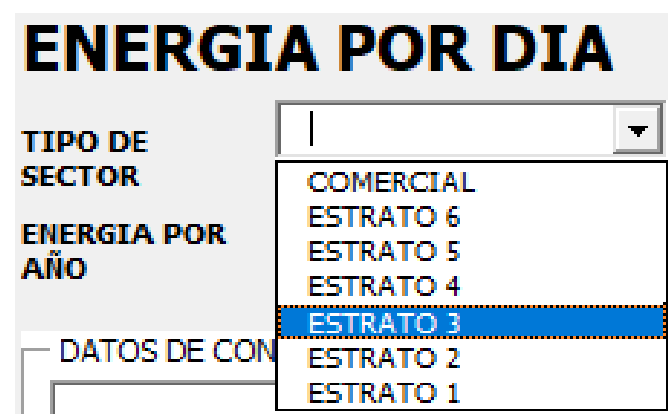 ENERGIA POR DIA
TIPO DE
SECTOR
COMERCIAL
ESTRATO 6
ENERGIA POR
AÑO
ESTRATO 5
ESTRATO 4
ESTRATO 3
DATOS DE CON
ESTRATO 2
ESTRATO 1